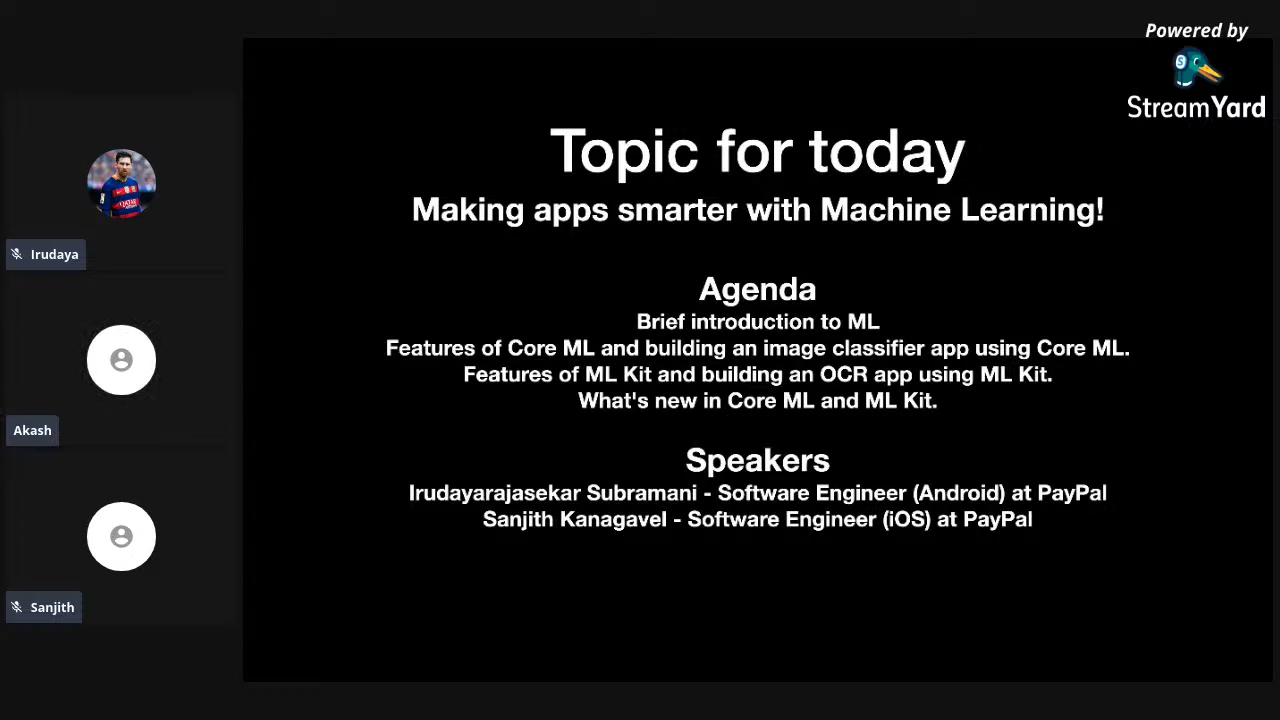 Powered by
StreamYard
Topic for today
Making apps smarter with Machine Learning!
Agenda
Brief introduction to ML
Features of Core ML and building an image classifier app using Core ML.
Features of ML Kit and building an OCR app using ML Kit.
What's new in Core ML and ML Kit.
Speakers
Irudayarajasekar Subramani - Software Engineer (Android) at PayPal
Sanjith Kanagavel - Software Engineer (iOS) at PayPal
Irudaya
Akash
Sanjith